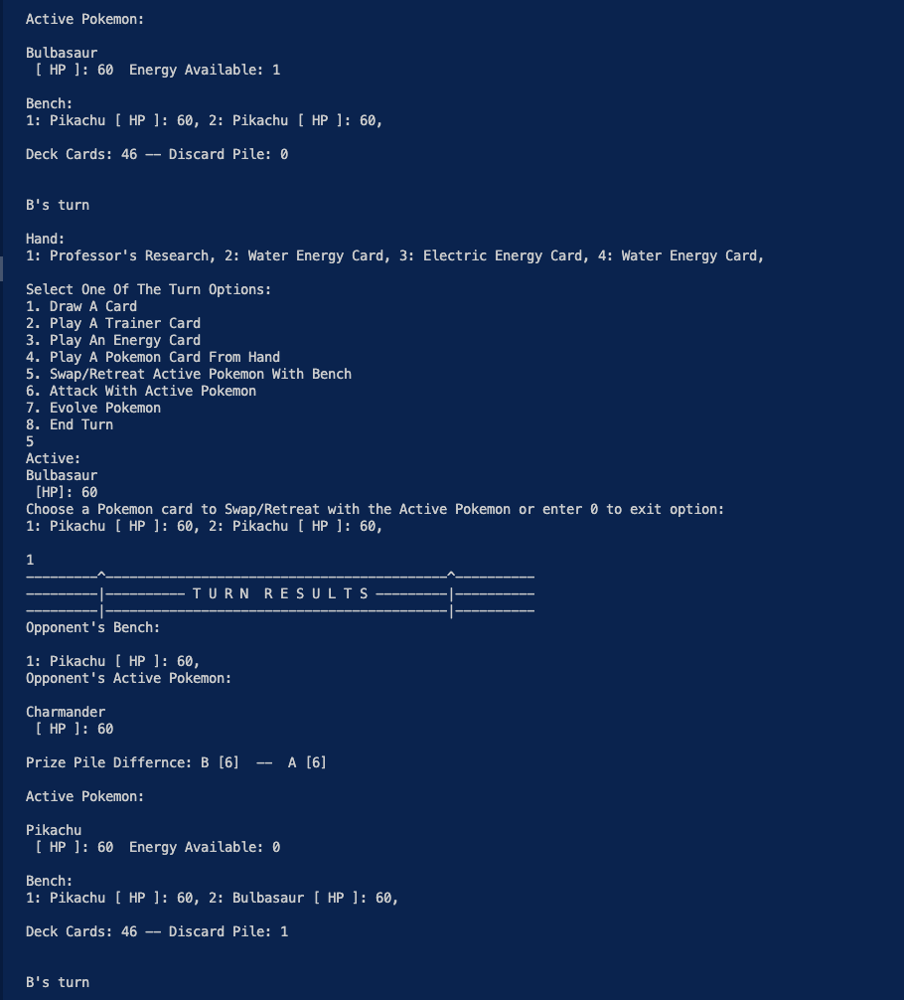 Active Pokemon:
Bulbasaur
[ HP ]: 60  Energy Available: 1
Bench:
1: Pikachu [ HP ]: 60, 2: Pikachu [ HP ]: 60,
Deck Cards: 46 -- Discard Pile: 0
B's turn
Hand:
1: Professor's Research, 2: Water Energy Card, 3: Electric Energy Card, 4: Water Energy Card,
Select One Of The Turn Options:
1. Draw A Card
2. Play A Trainer Card
3. Play An Energy Card
4. Play A Pokemon Card From Hand
5. Swap/Retreat Active Pokemon With Bench
6. Attack With Active Pokemon
7. Evolve Pokemon
8. End Turn
5
Active:
Bulbasaur
[HP]: 60
Choose a Pokemon card to Swap/Retreat with the Active Pokemon or enter 0 to exit option:
1: Pikachu [ HP ]: 60, 2: Pikachu [ HP ]: 60,
1
---------^-------------------------------------------^----------
---------|---------- T U R N  R E S U L T S ---------|----------
---------|-------------------------------------------|----------
Opponent's Bench:
1: Pikachu [ HP ]: 60,
Opponent's Active Pokemon:
Charmander
[ HP ]: 60
Prize Pile Differnce: B [6]  --  A [6]
Active Pokemon:
Pikachu
[ HP ]: 60  Energy Available: 0
Bench:
1: Pikachu [ HP ]: 60, 2: Bulbasaur [ HP ]: 60,
Deck Cards: 46 -- Discard Pile: 1
B's turn